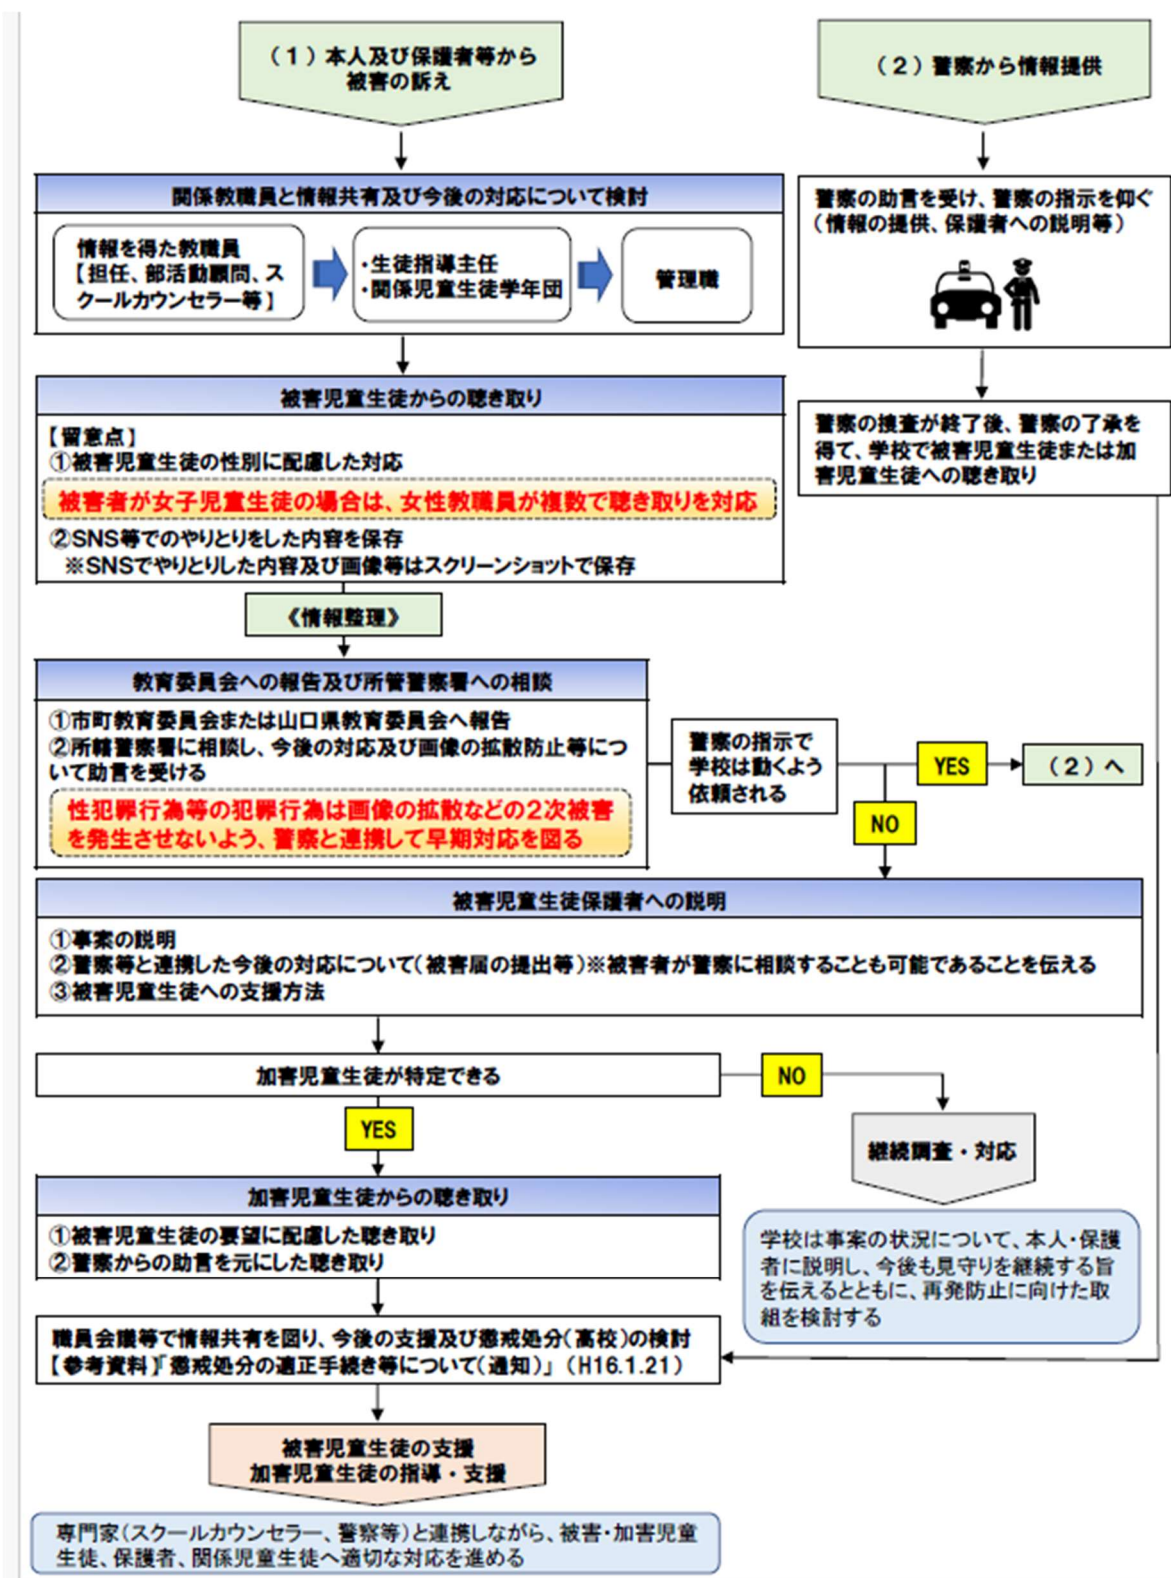 （１）本人及び保護者等から
被害の訴え
（２）警察から情報提供
関係教職員と情報共有及び今後の対応について検討
情報を得た教職員
【担任、部活動顧問、ス
クールカウンセラー等】
・生徒指導主任
・関係児童生徒学年団
管理職
警察の助言を受け、警察の指示を仰ぐ
（情報の提供、保護者への説明等）
被害児童生徒からの聴き取り
【留意点】
①被害児童生徒の性別に配慮した対応
被害者が女子児童生徒の場合は、女性教職員が複数で聴き取りを対応
②SNS等でのやりとりをした内容を保存
※SNSでやりとりした内容及び画像等はスクリーンショットで保存
警察の捜査が終了後、警察の了承を
得て、学校で被害児童生徒または加
害児童生徒への聴き取り
《情報整理》
教育委員会への報告及び所管警察署への相談
①市町教育委員会または山口県教育委員会へ報告
②所轄警察署に相談し、今後の対応及び画像の拡散防止等につ
いて助言を受ける
性犯罪行為等の犯罪行為は画像の拡散などの２次被害
を発生させないよう、警察と連携して早期対応を図る
警察の指示で
学校は動くよう
依頼される
YES
（２）へ
NO
被害児童生徒保護者への説明
①事案の説明
②警察等と連携した今後の対応について（被害届の提出等）※被害者が警察に相談することも可能であることを伝える
③被害児童生徒への支援方法
加害児童生徒が特定できる
NO
YES
継続調査・対応
加害児童生徒からの聴き取り
①被害児童生徒の要望に配慮した聴き取り
②警察からの助言を元にした聴き取り
学校は事案の状況について、本人・保護
者に説明し、今後も見守りを継続する旨
を伝えるとともに、再発防止に向けた取
組を検討する
職員会議等で情報共有を図り、今後の支援及び懲戒処分（高校）の検討
【参考資料】「懲戒処分の適正手続き等について（通知）」（H16.1.21）
被害児童生徒の支援
加害児童生徒の指導・支援
専門家（スクールカウンセラー、警察等）と連携しながら、被害・加害児童
生徒、保護者、関係児童生徒へ適切な対応を進める